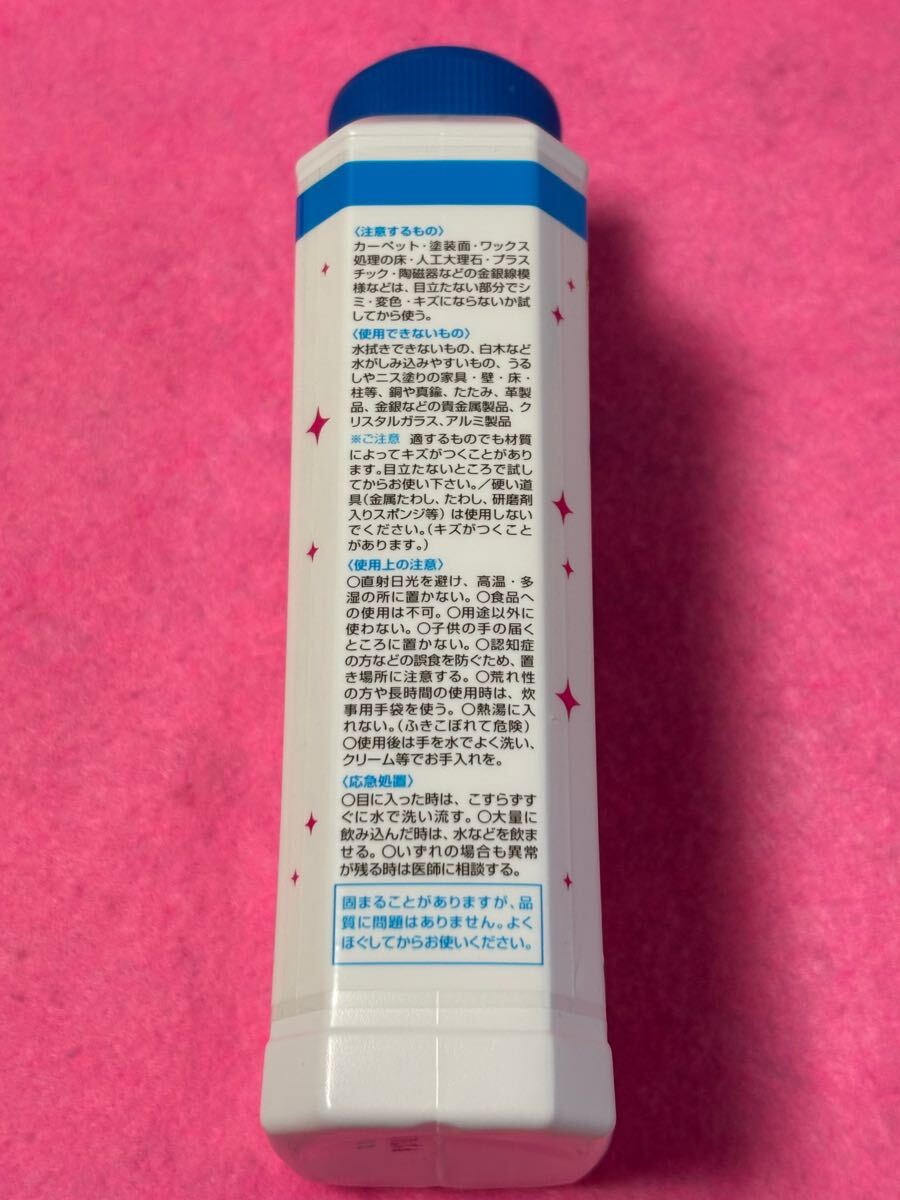 〈注意するもの〉
カーペット・塗装面・ワックス
処理の床・人工大理石・プラス
チック・陶磁器などの金銀線模
様などは、目立たない部分でシ
ミ・変色・キズにならないか試
してから使う。
〈使用できないもの〉
水拭きできないもの、白木など
水がしみ込みやすいもの、うる
しやニス塗りの家具・壁・床・
柱等、銅や真鍮、たたみ、革製
品、金銀などの貴金属製品、ク
リスタルガラス、アルミ製品
※ご注意 適するものでも材質
によってキズがつくことがあり
ます。目立たないところで試し
てからお使い下さい。／硬い道
具(金属たわし、たわし、研磨剤
入りスポンジ等)は使用しない
でください。(キズがつくこと
があります。)
〈使用上の注意〉
○直射日光を避け、高温・多
湿の所に置かない。○食品へ
の使用は不可。○用途以外に
使わない。○子供の手の届く
ところに置かない。○認知症
の方などの誤食を防ぐため、置
き場所に注意する。○荒れ性
の方や長時間の使用時は、炊
事用手袋を使う。○熱湯に入
れない。(ふきこぼれて危険)
○使用後は手を水でよく洗い、
クリーム等でお手入れを。
〈応急処置〉
○目に入った時は、こすらずす
ぐに水で洗い流す。○大量に
飲み込んだ時は、水などを飲ま
せる。○いずれの場合も異常
が残る時は医師に相談する。
固まることがありますが、品
質に問題はありません。よく
ほぐしてからお使いください。